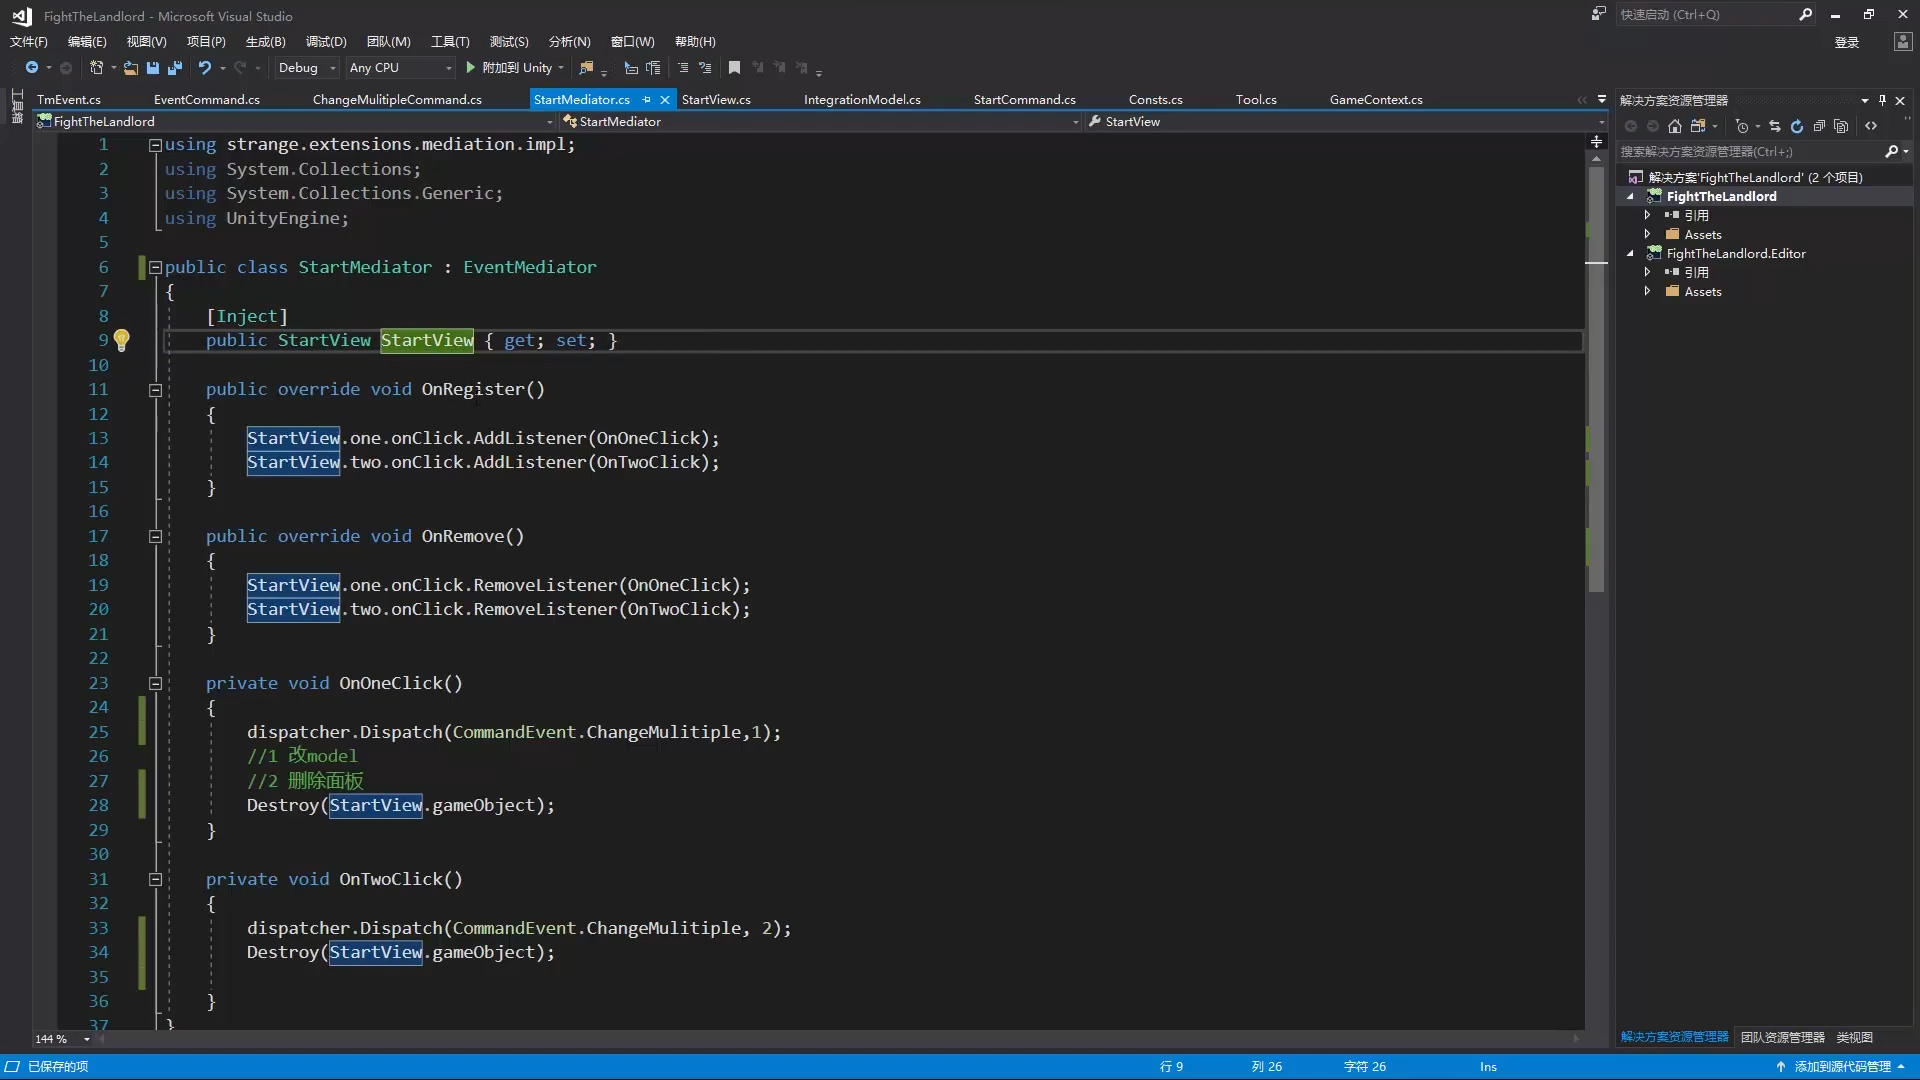 FightTheLandlord - Microsoft Visual Studio
快速启动 (Ctrl+Q)
文件(F) 编辑(E) 视图(V) 项目(P) 生成(B) 调试(D) 团队(M) 工具(T) 测试(S) 分析(N) 窗口(W) 帮助(H)
登录
Debug Any CPU 附加到 Unity
工具箱
TmEvent.cs EventCommand.cs ChangeMulitipleCommand.cs StartMediator.cs StartView.cs IntegrationModel.cs StartCommand.cs Consts.cs Tool.cs GameContext.cs
FightTheLandlord StartMediator StartView
1 using strange.extensions.mediation.impl;
2 using System.Collections;
3 using System.Collections.Generic;
4 using UnityEngine;
5
6 public class StartMediator : EventMediator
7 {
8 [Inject]
9 public StartView StartView { get; set; }
10
11 public override void OnRegister()
12 {
13 StartView.one.onClick.AddListener(OnOneClick);
14 StartView.two.onClick.AddListener(OnTwoClick);
15 }
16
17 public override void OnRemove()
18 {
19 StartView.one.onClick.RemoveListener(OnOneClick);
20 StartView.two.onClick.RemoveListener(OnTwoClick);
21 }
22
23 private void OnOneClick()
24 {
25 dispatcher.Dispatch(CommandEvent.ChangeMulitiple,1);
26 //1 改model
27 //2 删除面板
28 Destroy(StartView.gameObject);
29 }
30
31 private void OnTwoClick()
32 {
33 dispatcher.Dispatch(CommandEvent.ChangeMulitiple, 2);
34 Destroy(StartView.gameObject);
35
36 }
37 }
144 %
解决方案资源管理器
搜索解决方案资源管理器(Ctrl+;)
解决方案'FightTheLandlord' (2 个项目)
FightTheLandlord
引用
Assets
FightTheLandlord.Editor
引用
Assets
解决方案资源管理器 团队资源管理器 类视图
已保存的项 行 9 列 26 字符 26 Ins 添加到源代码管理